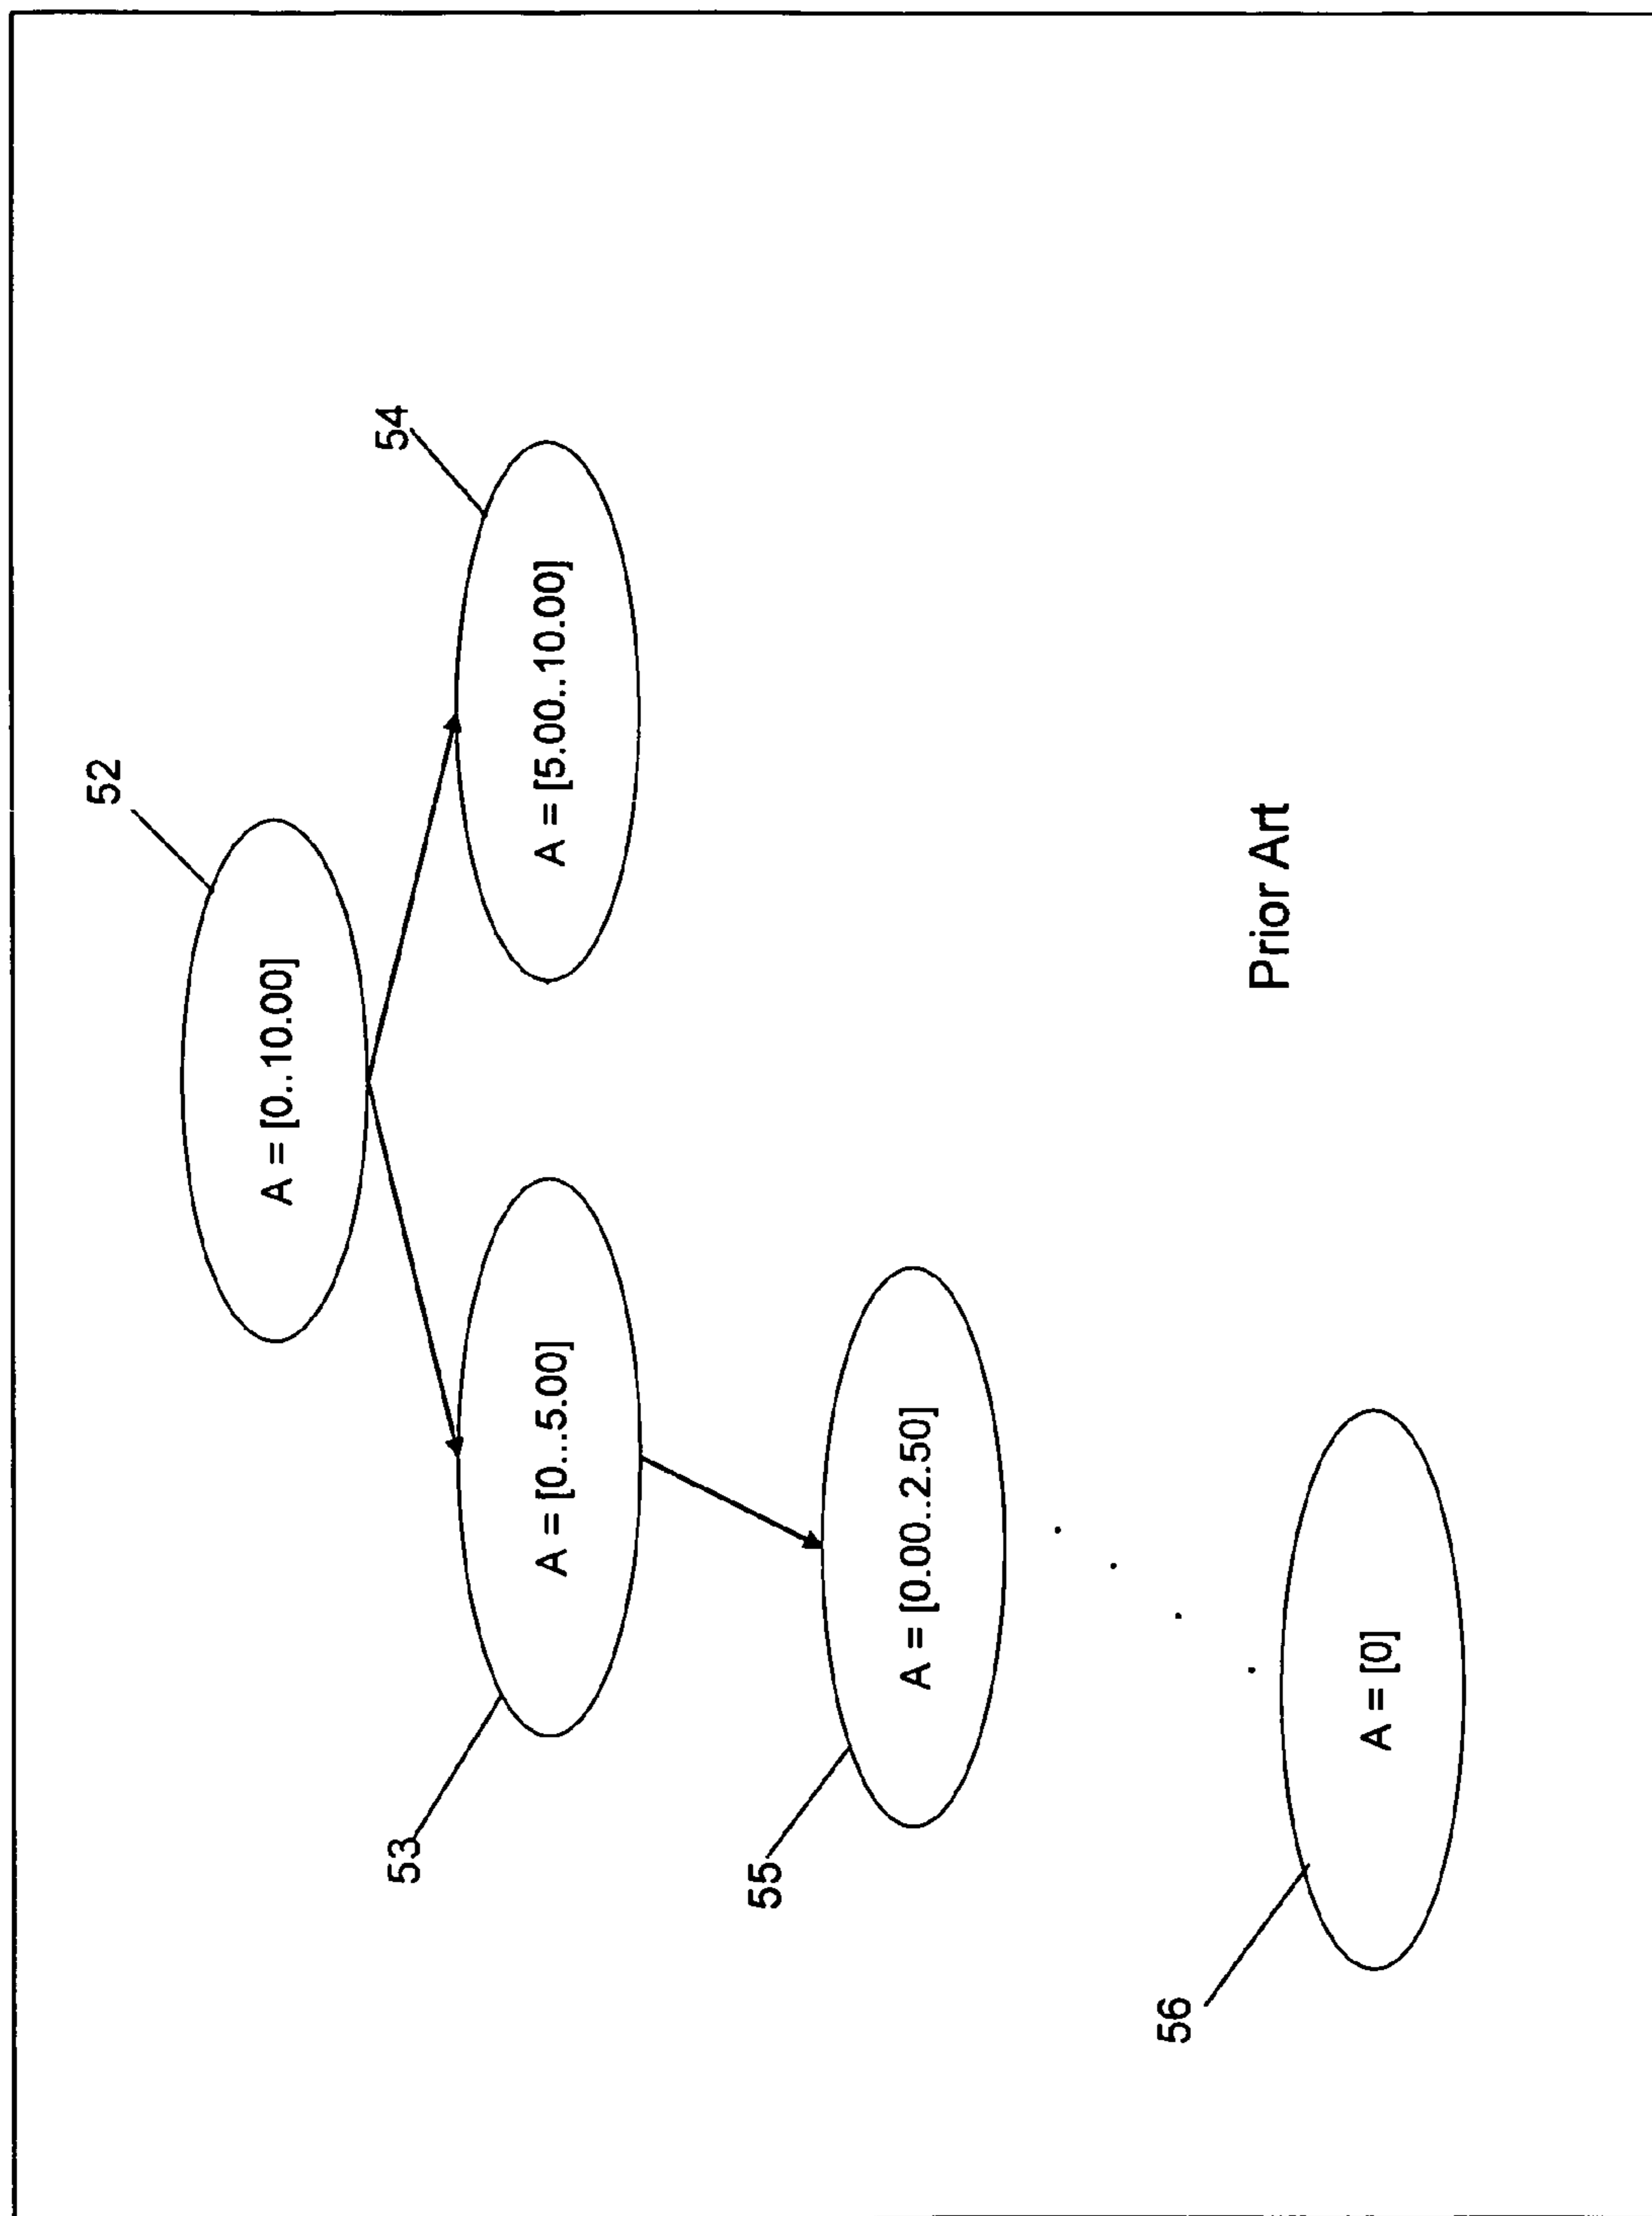 52
A = [0..10.00]
53
A = [0...5.00]
54
A = [5.00..10.00]
55
A = [0.00..2.50]
56
A = [0]
Prior Art